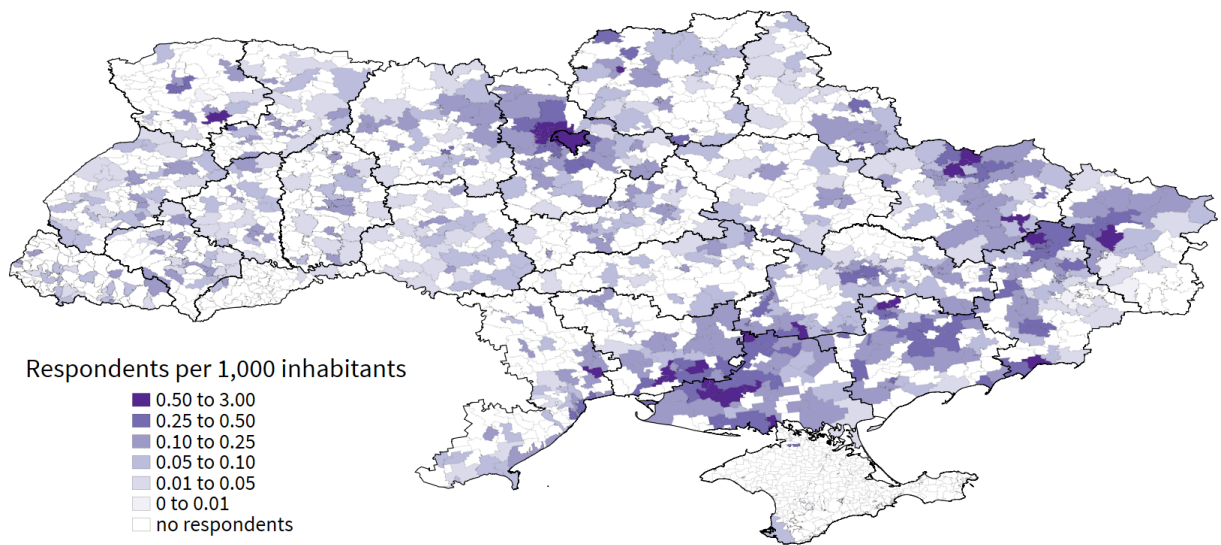 Respondents per 1,000 inhabitants
0.50 to 3.00
0.25 to 0.50
0.10 to 0.25
0.05 to 0.10
0.01 to 0.05
0 to 0.01
no respondents